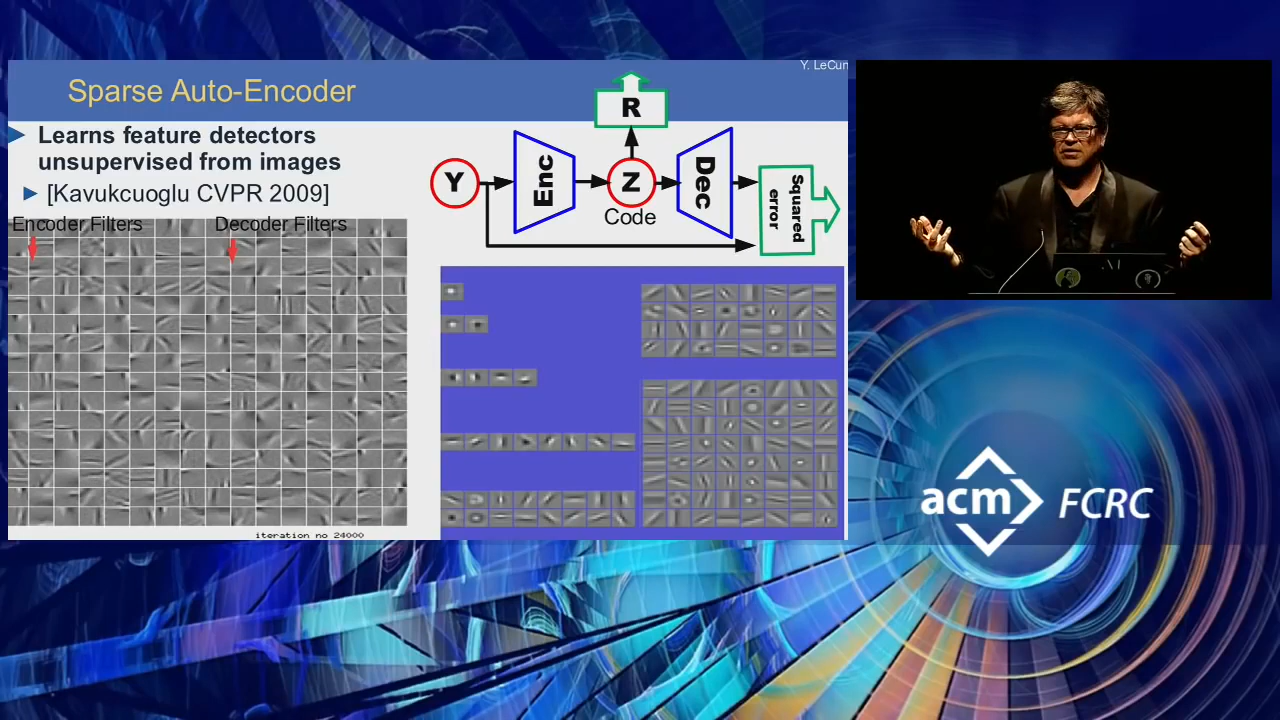 Y. LeCun
Sparse Auto-Encoder
Learns feature detectors
unsupervised from images
[Kavukcuoglu CVPR 2009]
Encoder Filters
Decoder Filters
R
Y
Enc
Z
Dec
Squared
error
Code
iteration no 24000
acm FCRC